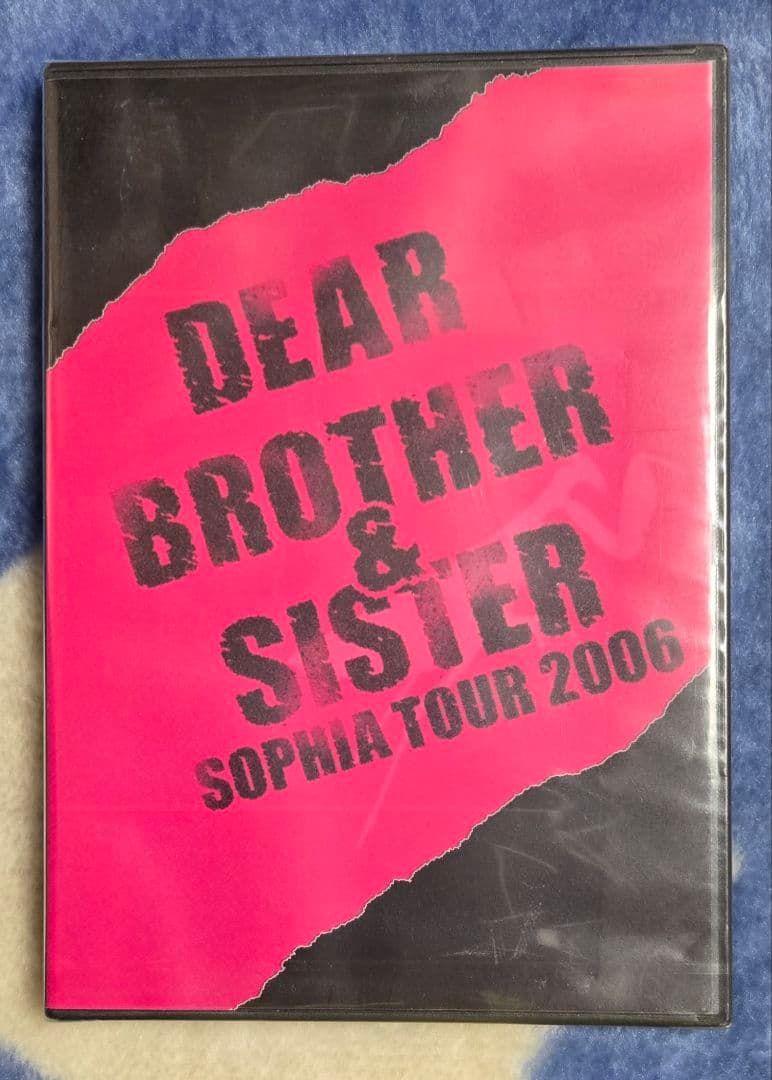 DEAR
BROTHER
&
SISTER
SOPHIA TOUR 2006